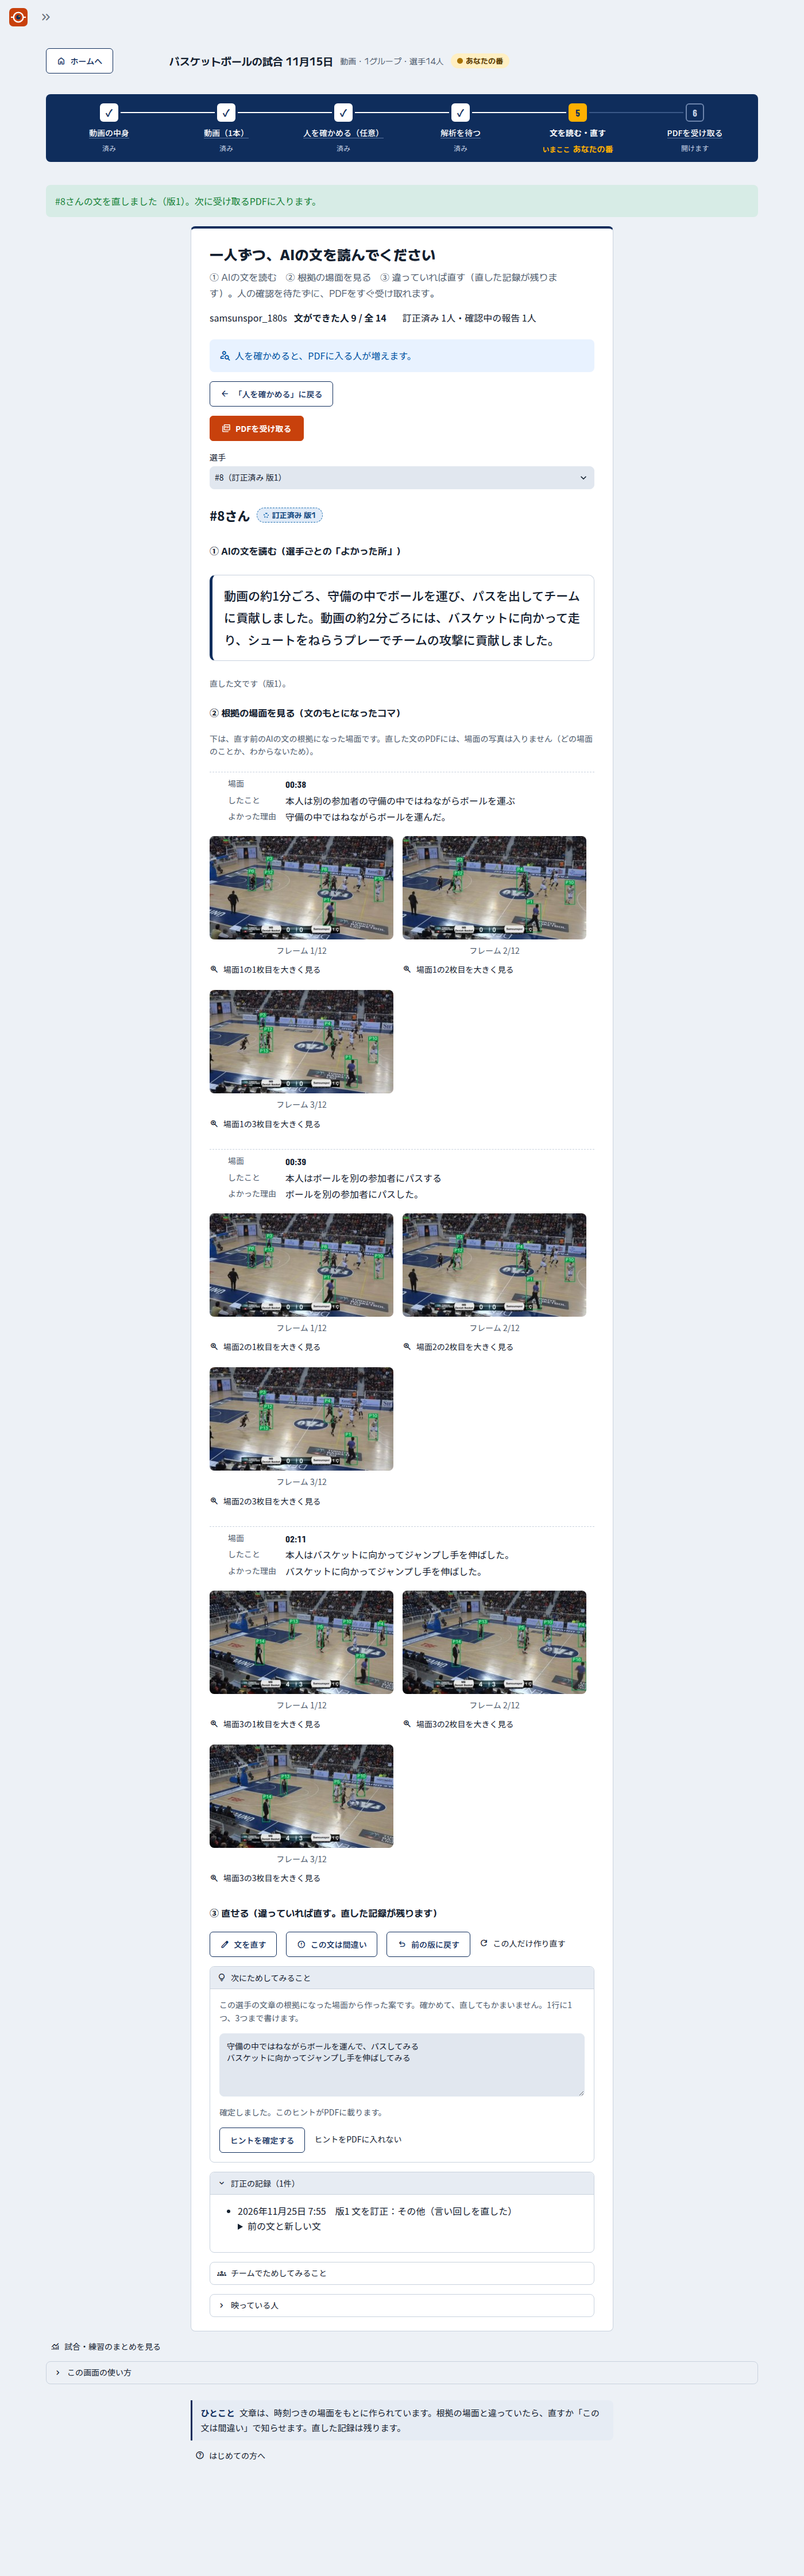 ホームへ
バスケットボールの試合 11月15日 動画・1グループ・選手14人 あなたの番
動画の中身 動画（1本） 人を確かめる（任意） 解析を待つ 5 文を読む・直す 6 PDFを受け取る
済み 済み 済み 済み いまここ あなたの番 開けます
#8さんの文を直しました（版1）。次に受け取るPDFに入ります。
一人ずつ、AIの文を読んでください
① AIの文を読む ② 根拠の場面を見る ③ 違っていれば直す（直した記録が残りま
す）。人の確認を待たずに、PDFをすぐ受け取れます。
samsunspor_180s 文ができた人 9 / 全 14 訂正済み 1人・確認中の報告 1人
人を確かめると、PDFに入る人が増えます。
「人を確かめる」に戻る
PDFを受け取る
選手
#8（訂正済み 版1）
#8さん 訂正済み 版1
① AIの文を読む（選手ごとの「よかった所」）
動画の約1分ごろ、守備の中でボールを運び、パスを出してチーム
に貢献しました。動画の約2分ごろには、バスケットに向かって走
り、シュートをねらうプレーでチームの攻撃に貢献しました。
直した文です（版1）。
② 根拠の場面を見る（文のもとになったコマ）
下は、直す前のAIの文の根拠になった場面です。直した文のPDFには、場面の写真は入りません（どの場面
のことか、わからないため）。
場面 00:38
したこと 本人は別の参加者の守備の中ではねながらボールを運ぶ
よかった理由 守備の中ではねながらボールを運んだ。
フレーム 1/12 フレーム 2/12
場面1の1枚目を大きく見る 場面1の2枚目を大きく見る
フレーム 3/12
場面1の3枚目を大きく見る
場面 00:39
したこと 本人はボールを別の参加者にパスする
よかった理由 ボールを別の参加者にパスした。
フレーム 1/12 フレーム 2/12
場面2の1枚目を大きく見る 場面2の2枚目を大きく見る
フレーム 3/12
場面2の3枚目を大きく見る
場面 02:11
したこと 本人はバスケットに向かってジャンプし手を伸ばした。
よかった理由 バスケットに向かってジャンプし手を伸ばした。
フレーム 1/12 フレーム 2/12
場面3の1枚目を大きく見る 場面3の2枚目を大きく見る
フレーム 3/12
場面3の3枚目を大きく見る
③ 直せる（違っていれば直す。直した記録が残ります）
文を直す この文は間違い 前の版に戻す この人だけ作り直す
次にためしてみること
この選手の文章の根拠になった場面から作った案です。確かめて、直してもかまいません。1行に1
つ、3つまで書けます。
守備の中ではねながらボールを運んで、パスしてみる
バスケットに向かってジャンプし手を伸ばしてみる
確定しました。このヒントがPDFに載ります。
ヒントを確定する ヒントをPDFに入れない
訂正の記録（1件）
2026年11月25日 7:55 版1 文を訂正：その他（言い回しを直した）
前の文と新しい文
チームでためしてみること
映っている人
試合・練習のまとめを見る
この画面の使い方
ひとこと 文章は、時刻つきの場面をもとに作られています。根拠の場面と違っていたら、直すか「この
文は間違い」で知らせます。直した記録は残ります。
はじめての方へ